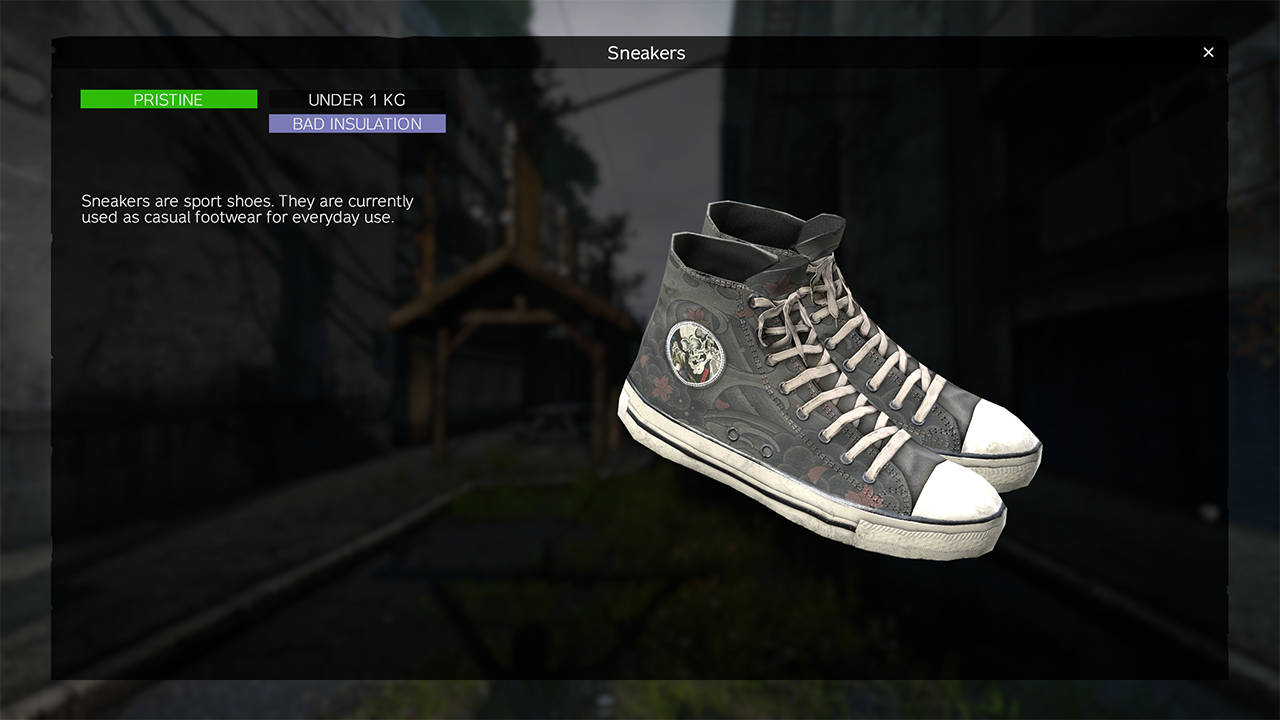 Sneakers
PRISTINE
UNDER 1 KG
BAD INSULATION
Sneakers are sport shoes. They are currently
used as casual footwear for everyday use.